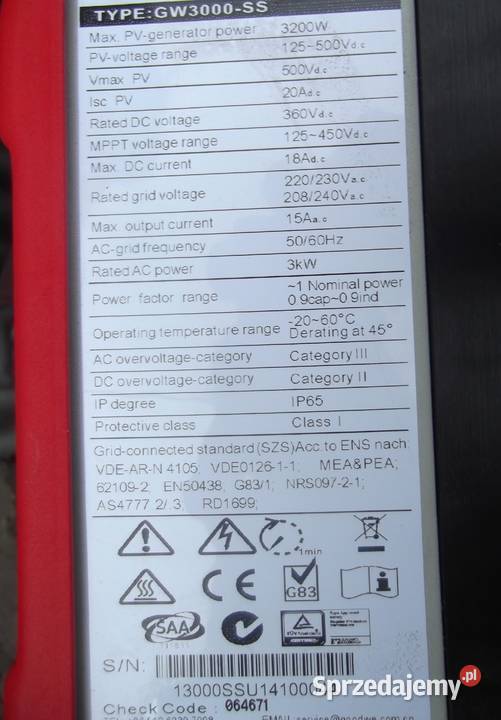 TYPE:GW3000-SS
Max. PV-generator power 3200W
PV-voltage range 125~500Vd.c
Vmax PV 500Vd.c
Isc PV 20Ad.c
Rated DC voltage 360Vd.c
MPPT voltage range 125~450Vd.c
Max. DC current 18Ad.c
Rated grid voltage 220/230Va.c
208/240Va.c
Max. output current 15Aa.c
AC-grid frequency 50/60Hz
Rated AC power 3kW
Power factor range ~1 Nominal power
0.9cap~0.9ind
Operating temperature range -20~60°C
Derating at 45°
AC overvoltage-category Category III
DC overvoltage-category Category II
IP degree IP65
Protective class Class I
Grid-connected standard (SZS)Acc.to ENS nach:
VDE-AR-N 4105; VDE0126-1-1; MEA&PEA;
62109-2; EN50438; G83/1; NRS097-2-1;
AS4777.2/.3; RD1699;
1min
CE
G83
SAA
S/N:
13000SSU14100
Sprzedajemy.pl
Check Code: 064671